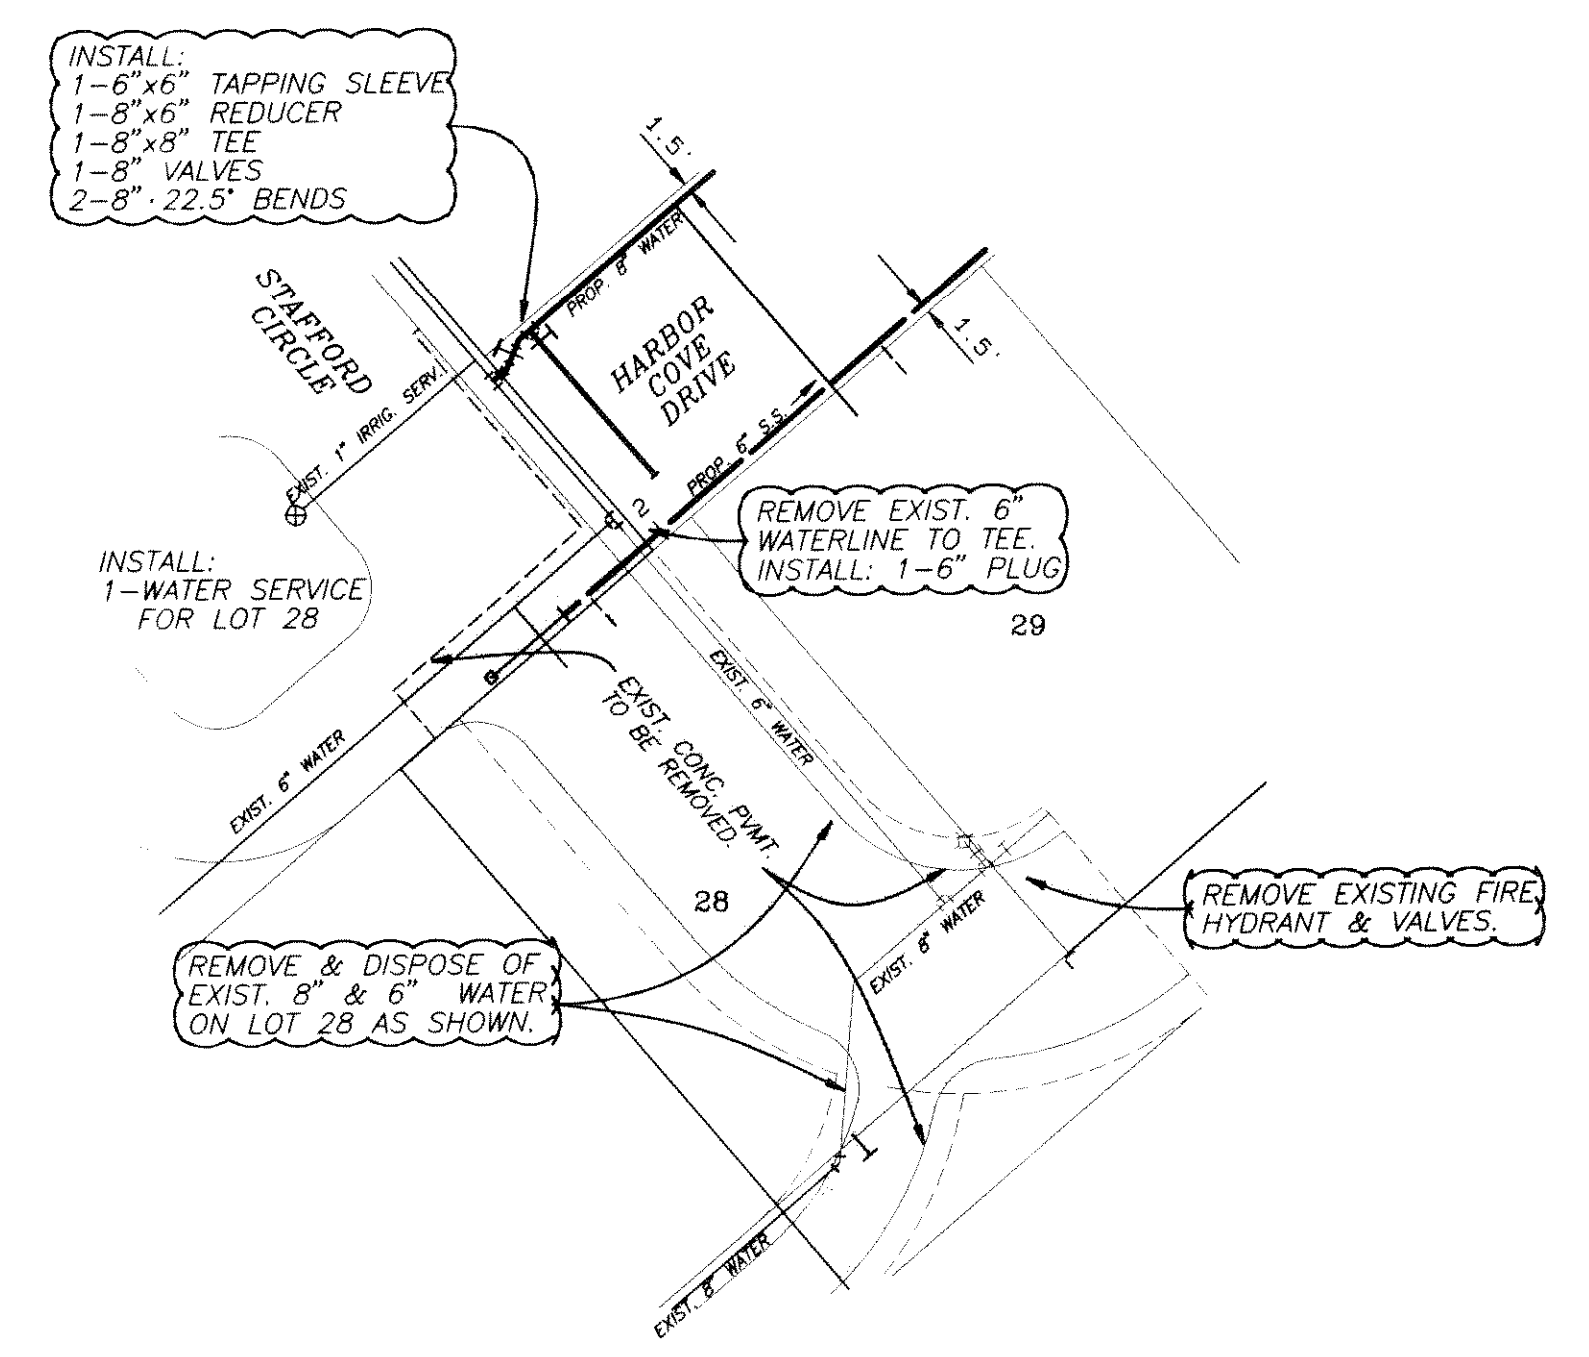 INSTALL:
1-6"x6" TAPPING SLEEVE
1-8"x6" REDUCER
1-8"x8" TEE
1-8" VALVES
2-8"·22.5° BENDS
1.5'
PROP. 8" WATER
STAFFORD
CIRCLE
HARBOR
COVE
DRIVE
1.5'
EXIST. 1" IRRIG. SERV.
PROP. 6" S.S.
2
REMOVE EXIST. 6"
WATERLINE TO TEE.
INSTALL: 1-6" PLUG
INSTALL:
1-WATER SERVICE
FOR LOT 28
29
EXIST. 6" WATER
EXIST. 6" WATER
EXIST. CONC. PVMT.
TO BE REMOVED.
28
EXIST. 8" WATER
REMOVE EXISTING FIRE
HYDRANT & VALVES.
REMOVE & DISPOSE OF
EXIST. 8" & 6" WATER
ON LOT 28 AS SHOWN.
1
EXIST. 8" WATER